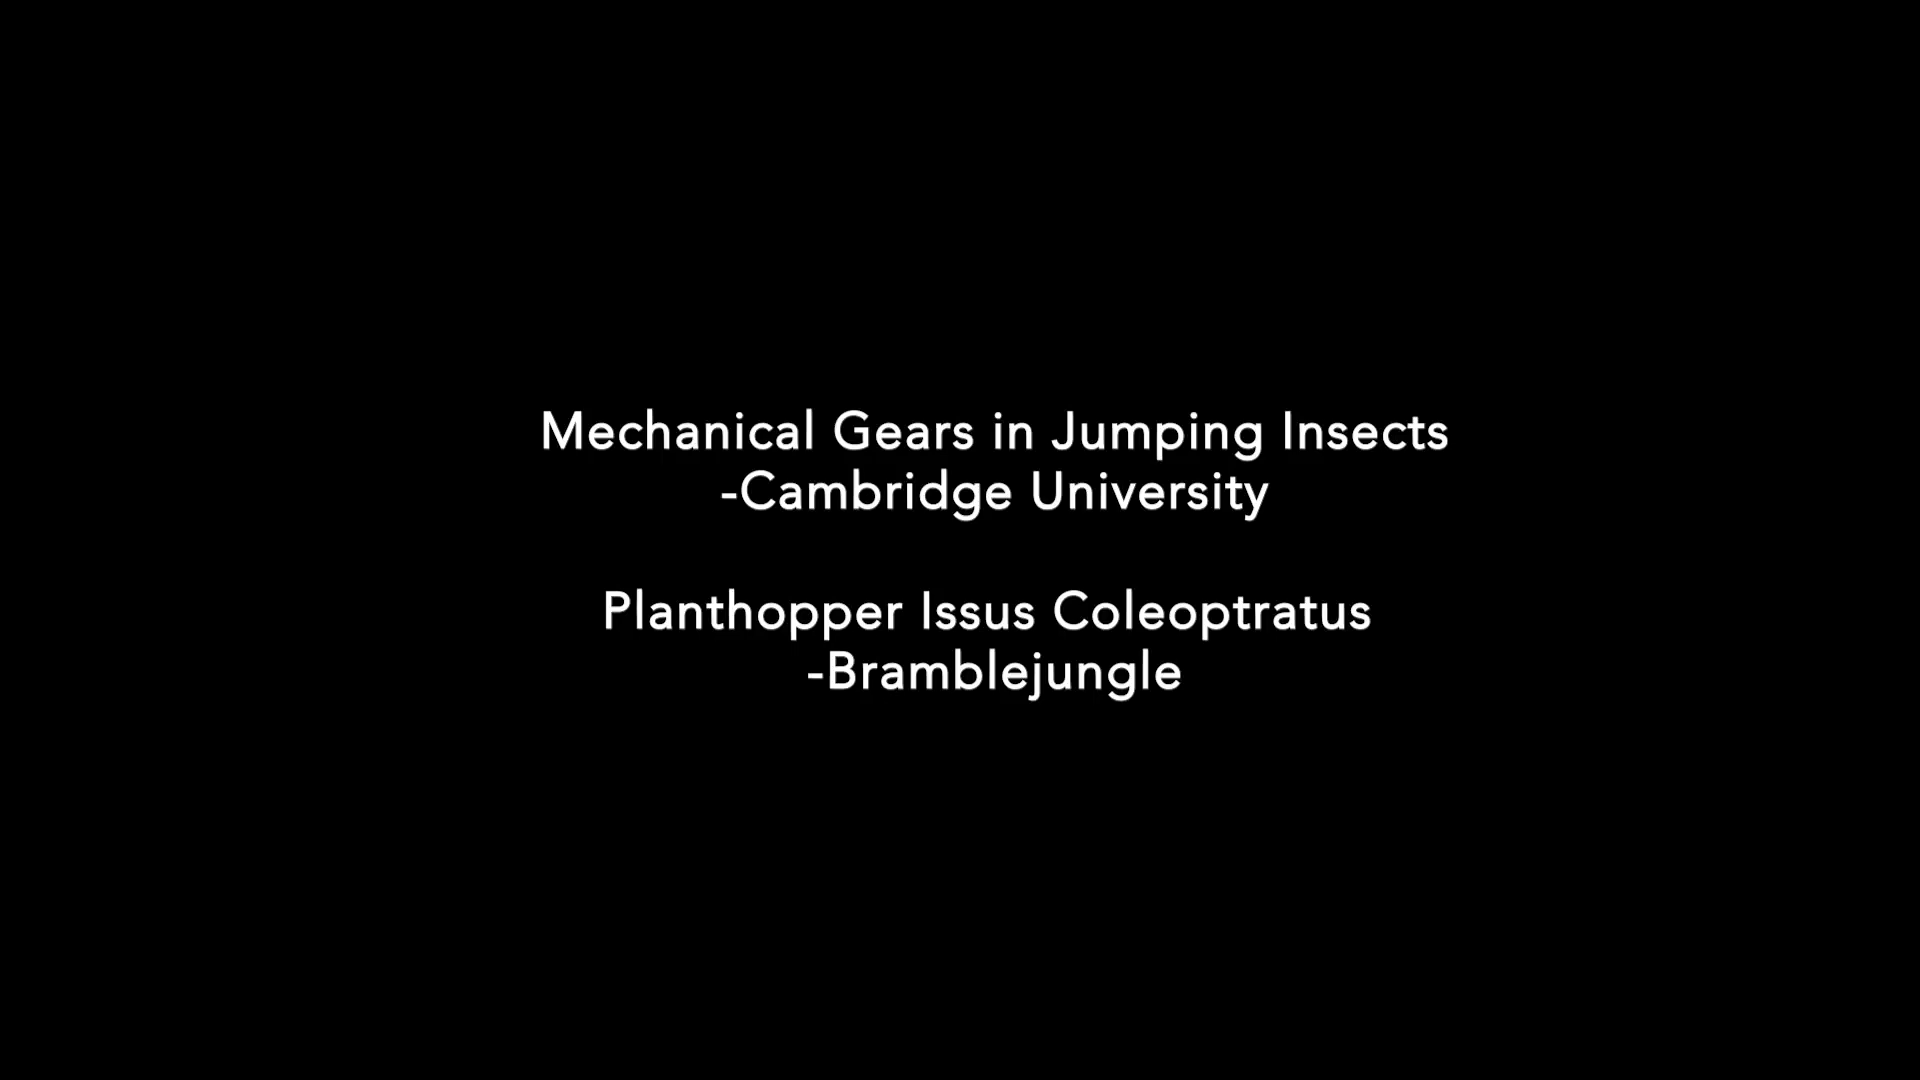 Mechanical Gears in Jumping Insects
-Cambridge University
Planthopper Issus Coleoptratus
-Bramblejungle